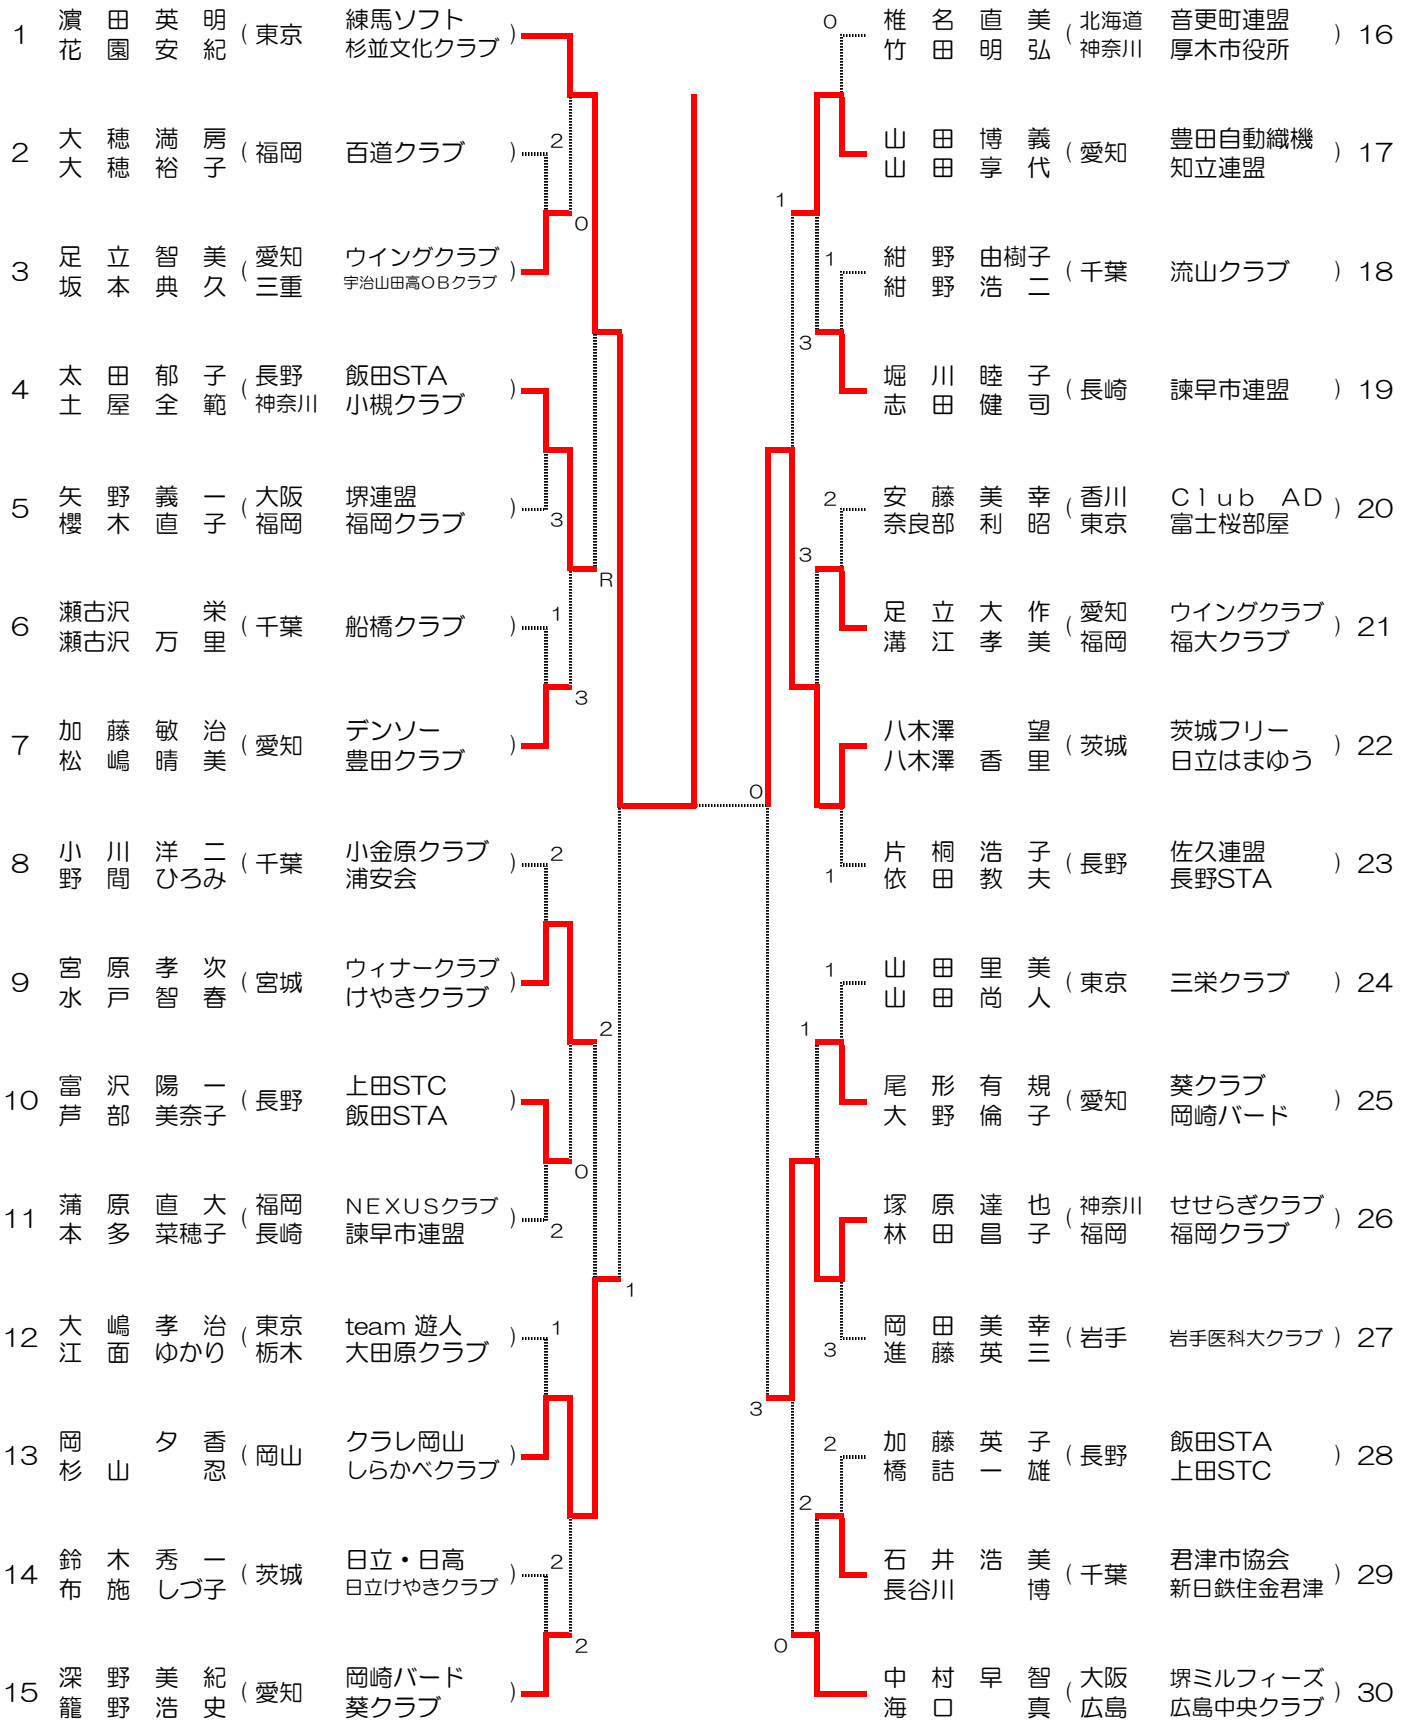 1 濱田英明 花園安紀 (東京 練馬ソフト 杉並文化クラブ)
2
2 大穂満房 大穂裕子 (福岡 百道クラブ)
0
3 足立智美 坂本典久 (愛知 三重 ウイングクラブ 宇治山田高OBクラブ)
4 太田郁子 土屋全範 (長野 神奈川 飯田STA 小槻クラブ)
5 矢野義一 櫻木直子 (大阪 福岡 堺連盟 福岡クラブ)
3
R
6 瀬古沢栄 瀬古沢万里 (千葉 船橋クラブ)
1
3
7 加藤敏治 松嶋晴美 (愛知 デンソー 豊田クラブ)
8 小川洋二 野間ひろみ (千葉 小金原クラブ 浦安会)
2
9 宮原孝次 水戸智春 (宮城 ウィナークラブ けやきクラブ)
2
10 富沢陽一 芦部美奈子 (長野 上田STC 飯田STA)
0
11 蒲原直大 本多菜穂子 (福岡 長崎 NEXUSクラブ 諫早市連盟)
2
1
12 大嶋孝治 江面ゆかり (東京 栃木 team 遊人 大田原クラブ)
1
13 岡夕香 杉山忍 (岡山 クラレ岡山 しらかべクラブ)
14 鈴木秀一 布施しづ子 (茨城 日立・日高 日立けやきクラブ)
2
2
15 深野美紀 籠野浩史 (愛知 岡崎バード 葵クラブ)
0
0
椎名直美 竹田明弘 (北海道 神奈川 音更町連盟 厚木市役所) 16
山田博義 山田享代 (愛知 豊田自動織機 知立連盟) 17
1
1
紺野由樹子 紺野浩二 (千葉 流山クラブ) 18
3
堀川睦子 志田健司 (長崎 諫早市連盟) 19
2
安藤美幸 奈良部利昭 (香川 東京 Club AD 富士桜部屋) 20
3
足立大作 溝江孝美 (愛知 福岡 ウイングクラブ 福大クラブ) 21
八木澤望 八木澤香里 (茨城 茨城フリー 日立はまゆう) 22
1
片桐浩子 依田教夫 (長野 佐久連盟 長野STA) 23
1
山田里美 山田尚人 (東京 三栄クラブ) 24
1
尾形有規 大野倫子 (愛知 葵クラブ 岡崎バード) 25
塚原達也 林田昌子 (神奈川 福岡 せせらぎクラブ 福岡クラブ) 26
3
岡田美幸 進藤英三 (岩手 岩手医科大クラブ) 27
3
2
加藤英子 橋詰一雄 (長野 飯田STA 上田STC) 28
2
石井浩美 長谷川博 (千葉 君津市協会 新日鉄住金君津) 29
0
中村早智 海口真 (大阪 広島 堺ミルフィーズ 広島中央クラブ) 30